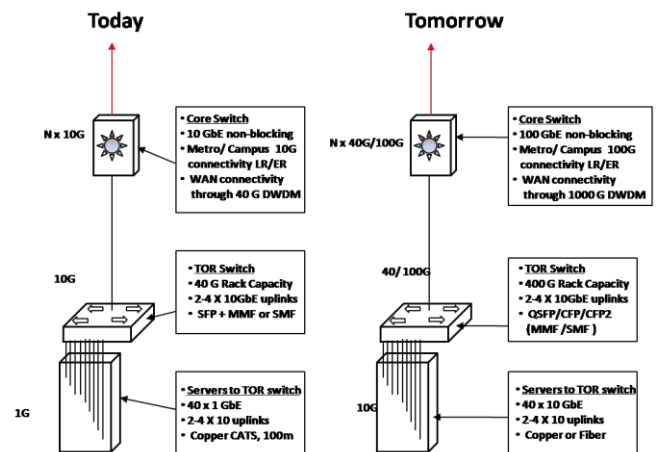 Today
N x 10G
• Core Switch
• 10 GbE non-blocking
• Metro/ Campus 10G
connectivity LR/ER
• WAN connectivity
through 40 G DWDM
10G
• TOR Switch
• 40 G Rack Capacity
• 2-4 X 10GbE uplinks
• SFP + MMF or SMF
1G
• Servers to TOR switch
• 40 x 1 GbE
• 2-4 X 10 uplinks
• Copper CATS, 100m
Tomorrow
N x 40G/100G
• Core Switch
• 100 GbE non-blocking
• Metro/ Campus 100G
connectivity LR/ER
• WAN connectivity
through 1000 G DWDM
40/100G
• TOR Switch
• 400 G Rack Capacity
• 2-4 X 10GbE uplinks
• QSFP/CFP/CFP2
(MMF/SMF )
10G
• Servers to TOR switch
• 40 x 10 GbE
• 2-4 X 10 uplinks
• Copper or Fiber